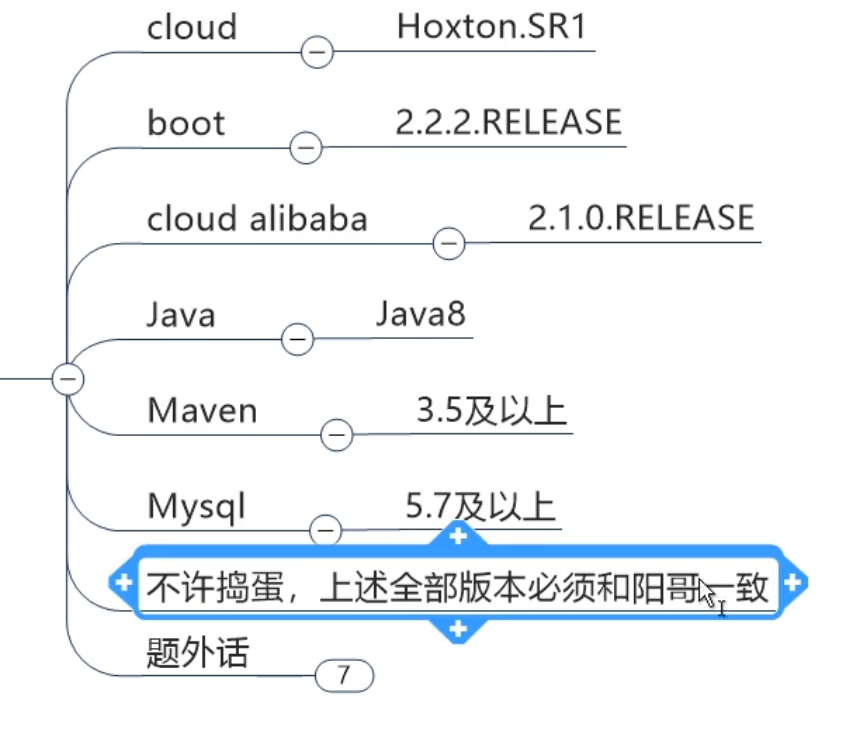 cloud
Hoxton.SR1
boot
2.2.2.RELEASE
cloud alibaba
2.1.0.RELEASE
Java
Java8
Maven
3.5及以上
Mysql
5.7及以上
不许捣蛋，上述全部版本必须和阳哥一致
题外话
7